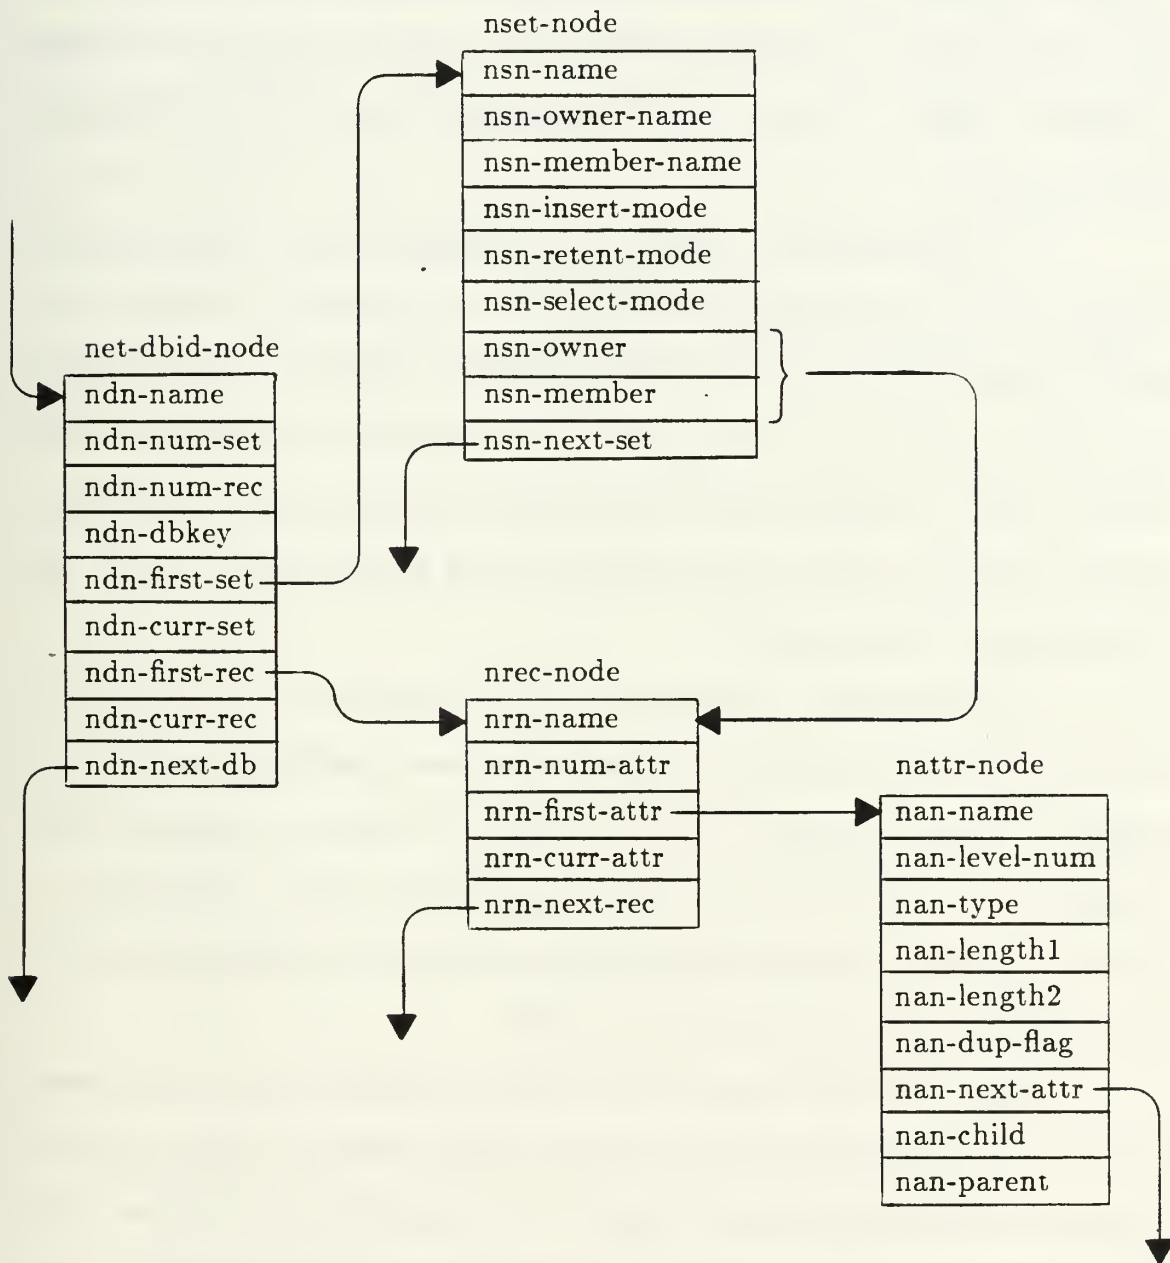 nset-node
nsn-name
nsn-owner-name
nsn-member-name
nsn-insert-mode
nsn-retent-mode
nsn-select-mode
nsn-owner
nsn-member
nsn-next-set
net-dbid-node
ndn-name
ndn-num-set
ndn-num-rec
ndn-dbkey
ndn-first-set
ndn-curr-set
ndn-first-rec
ndn-curr-rec
ndn-next-db
nrec-node
nrn-name
nrn-num-attr
nrn-first-attr
nrn-curr-attr
nrn-next-rec
nattr-node
nan-name
nan-level-num
nan-type
nan-length1
nan-length2
nan-dup-flag
nan-next-attr
nan-child
nan-parent